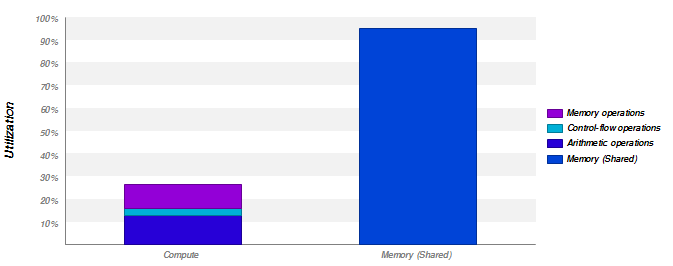 100%
90%
80%
70%
60%
50%
40%
30%
20%
10%
Utilization
Compute
Memory (Shared)
Memory operations
Control-flow operations
Arithmetic operations
Memory (Shared)